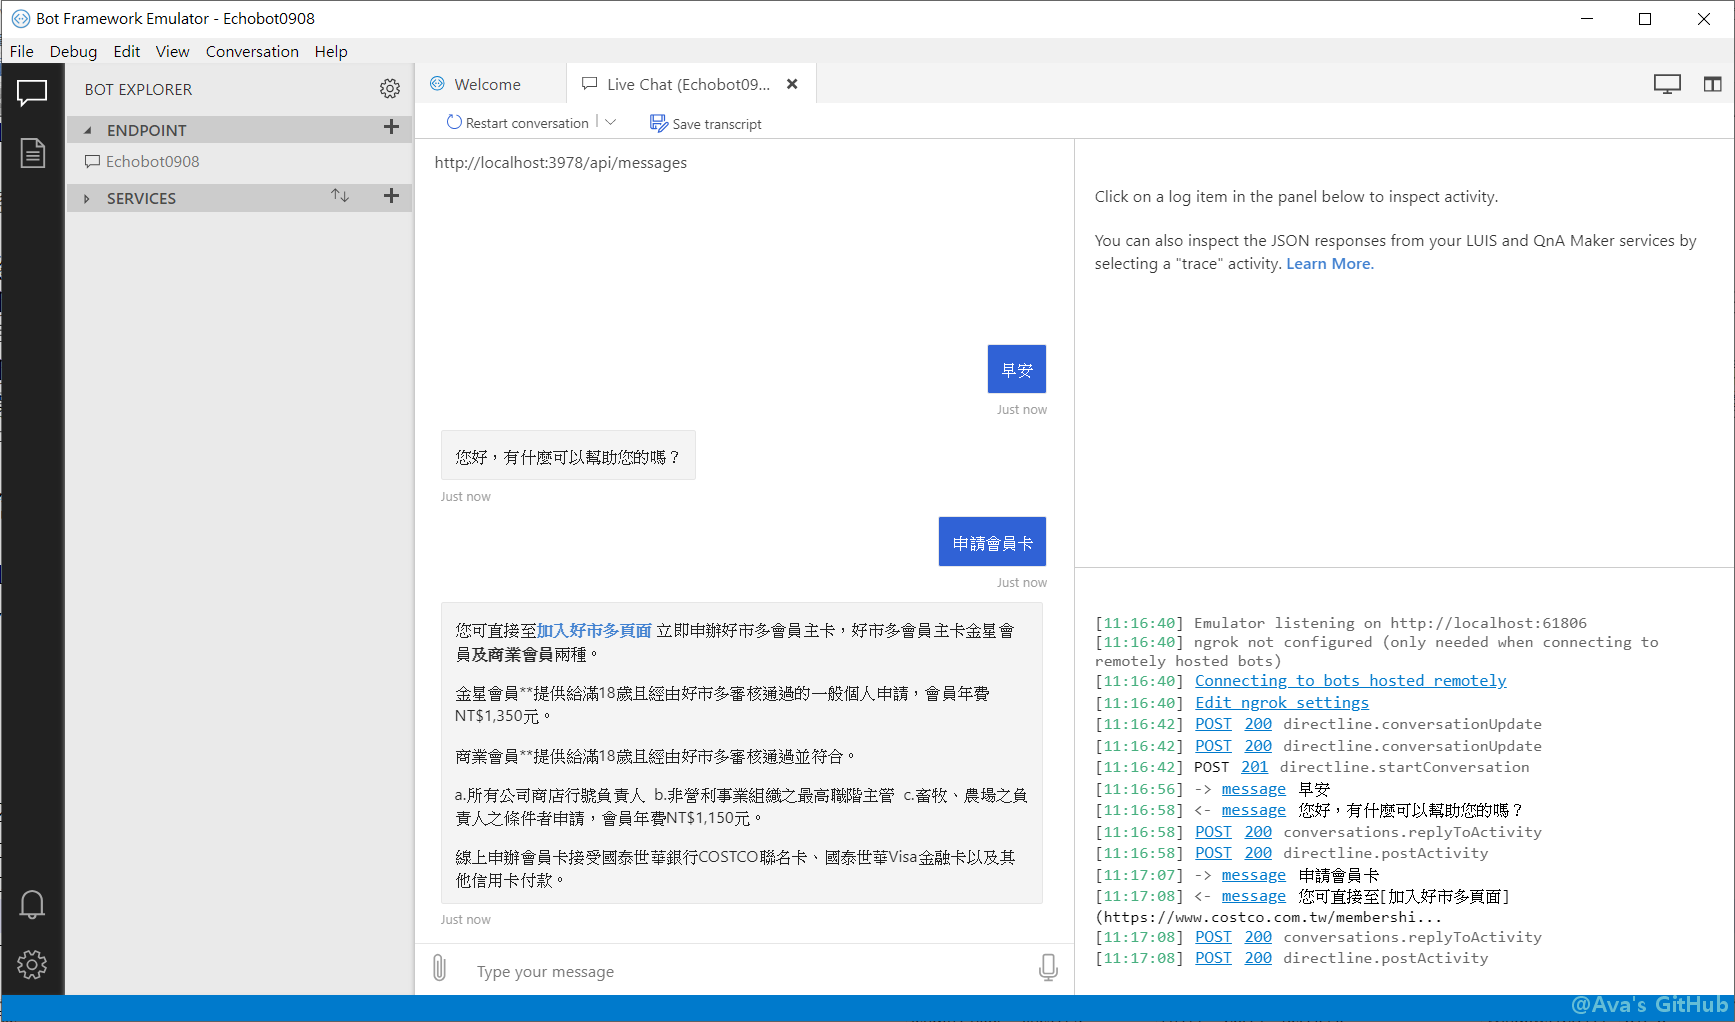 Bot Framework Emulator - Echobot0908
File Debug Edit View Conversation Help
BOT EXPLORER
ENDPOINT
Echobot0908
SERVICES
Welcome
Live Chat (Echobot09...
Restart conversation
Save transcript
http://localhost:3978/api/messages
早安
Just now
您好，有什麼可以幫助您的嗎？
Just now
申請會員卡
Just now
您可直接至加入好市多頁面 立即申辦好市多會員主卡，好市多會員主卡金星會
員及商業會員兩種。
金星會員**提供給滿18歲且經由好市多審核通過的一般個人申請，會員年費
NT$1,350元。
商業會員**提供給滿18歲且經由好市多審核通過並符合。
a.所有公司商店行號負責人 b.非營利事業組織之最高職階主管 c.畜牧、農場之負
責人之條件者申請，會員年費NT$1,150元。
線上申辦會員卡接受國泰世華銀行COSTCO聯名卡、國泰世華Visa金融卡以及其
他信用卡付款。
Just now
Type your message
Click on a log item in the panel below to inspect activity.
You can also inspect the JSON responses from your LUIS and QnA Maker services by
selecting a "trace" activity. Learn More.
[11:16:40] Emulator listening on http://localhost:61806
[11:16:40] ngrok not configured (only needed when connecting to
remotely hosted bots)
[11:16:40] Connecting to bots hosted remotely
[11:16:40] Edit ngrok settings
[11:16:42] POST 200 directline.conversationUpdate
[11:16:42] POST 200 directline.conversationUpdate
[11:16:42] POST 201 directline.startConversation
[11:16:56] -> message 早安
[11:16:58] <- message 您好，有什麼可以幫助您的嗎？
[11:16:58] POST 200 conversations.replyToActivity
[11:16:58] POST 200 directline.postActivity
[11:17:07] -> message 申請會員卡
[11:17:08] <- message 您可直接至[加入好市多頁面]
(https://www.costco.com.tw/membershi...
[11:17:08] POST 200 conversations.replyToActivity
[11:17:08] POST 200 directline.postActivity
@Ava's GitHub